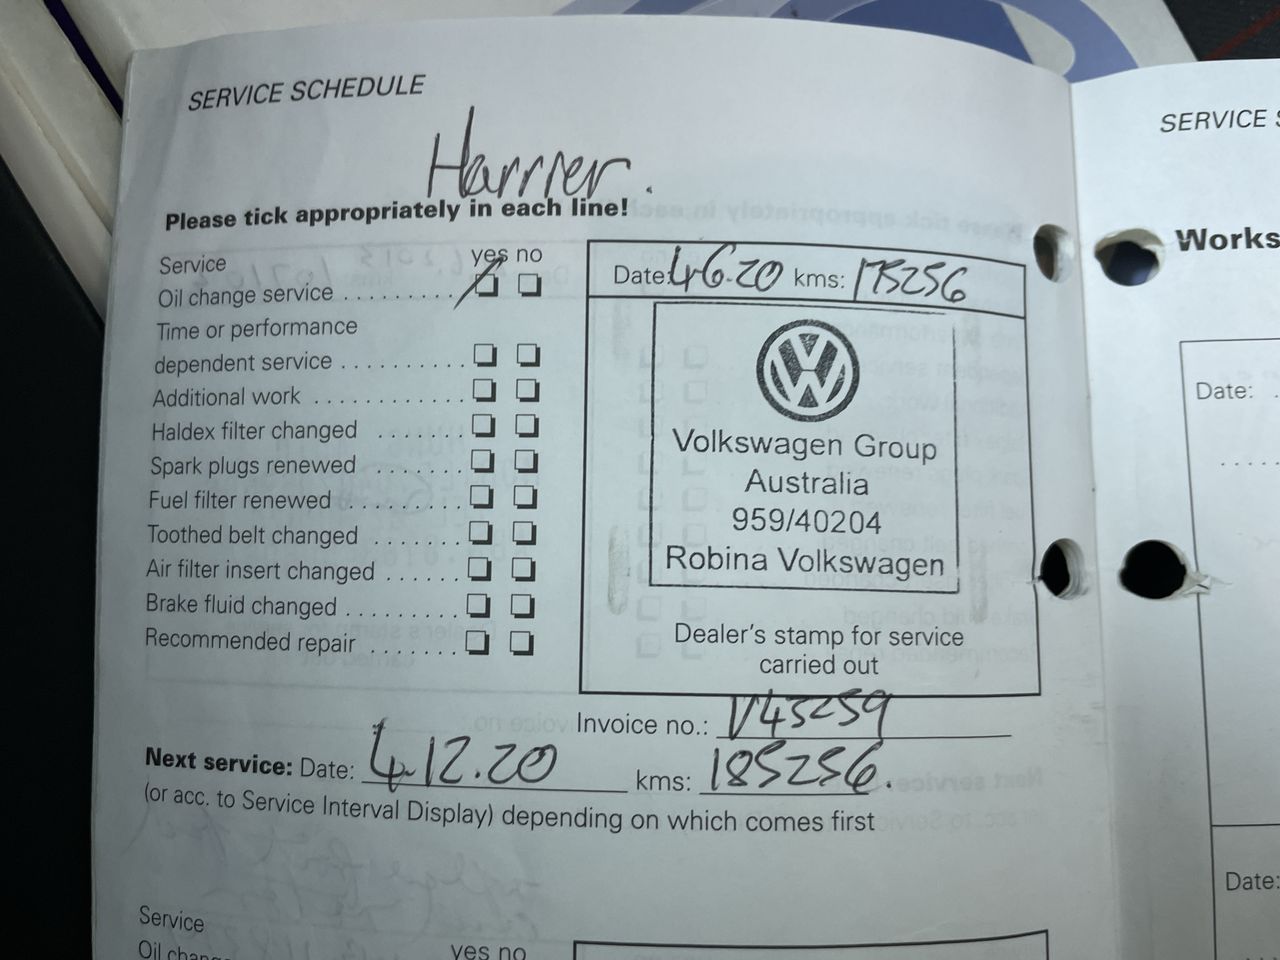 SERVICE SCHEDULE
Harrier.
Please tick appropriately in each line!
Service yes no
Oil change service . . . . . . . . .
Time or performance
dependent service . . . . . . . . . .
Additional work . . . . . . . . . . . .
Haldex filter changed . . . . . . .
Spark plugs renewed . . . . . . .
Fuel filter renewed . . . . . . . . .
Toothed belt changed . . . . . . .
Air filter insert changed . . . . . .
Brake fluid changed . . . . . . . . .
Recommended repair . . . . . . .
Date: 4.6.20 kms: 175256
VW
Volkswagen Group
Australia
959/40204
Robina Volkswagen
Dealer's stamp for service
carried out
Invoice no.: V43259
Next service: Date: 4.12.20 kms: 185256.
(or acc. to Service Interval Display) depending on which comes first
Service
yes no
Oil chan
SERVICE
Works
Date:
Date: